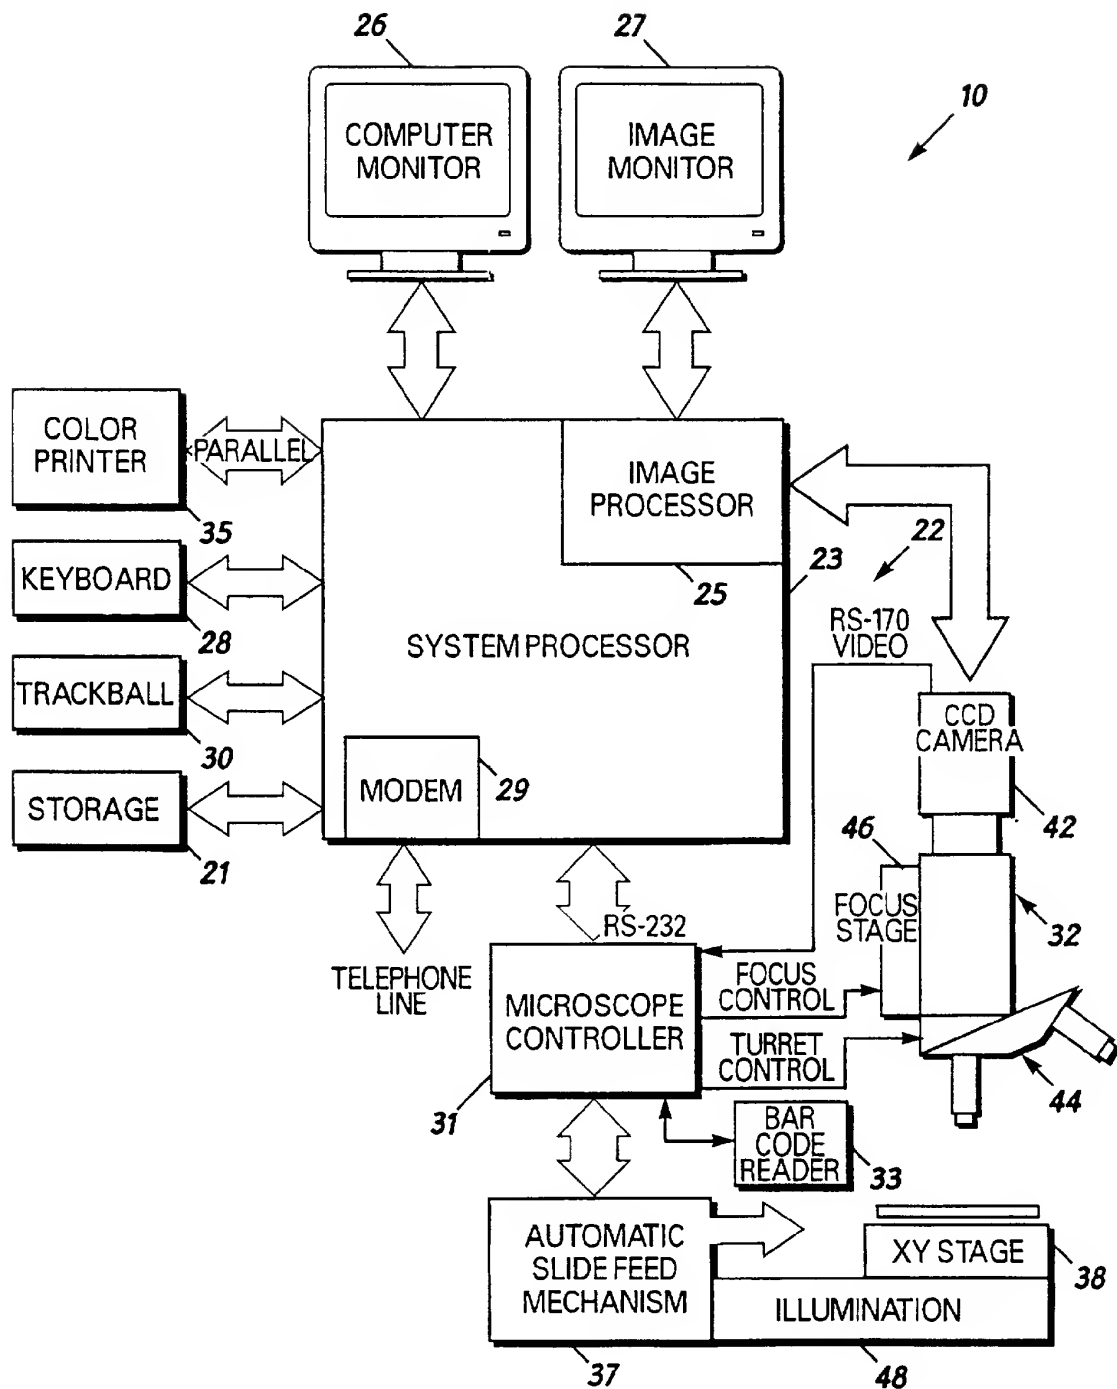 26
27
10
COMPUTER
MONITOR
IMAGE
MONITOR
COLOR
PRINTER
PARALLEL
35
IMAGE
PROCESSOR
22
23
25
KEYBOARD
28
SYSTEM PROCESSOR
RS-170
VIDEO
TRACKBALL
30
CCD
CAMERA
MODEM
29
STORAGE
21
42
46
FOCUS
STAGE
32
RS-232
TELEPHONE
LINE
MICROSCOPE
CONTROLLER
FOCUS
CONTROL
TURRET
CONTROL
31
44
BAR
CODE
READER
33
AUTOMATIC
SLIDE FEED
MECHANISM
XY STAGE
38
ILLUMINATION
37
48